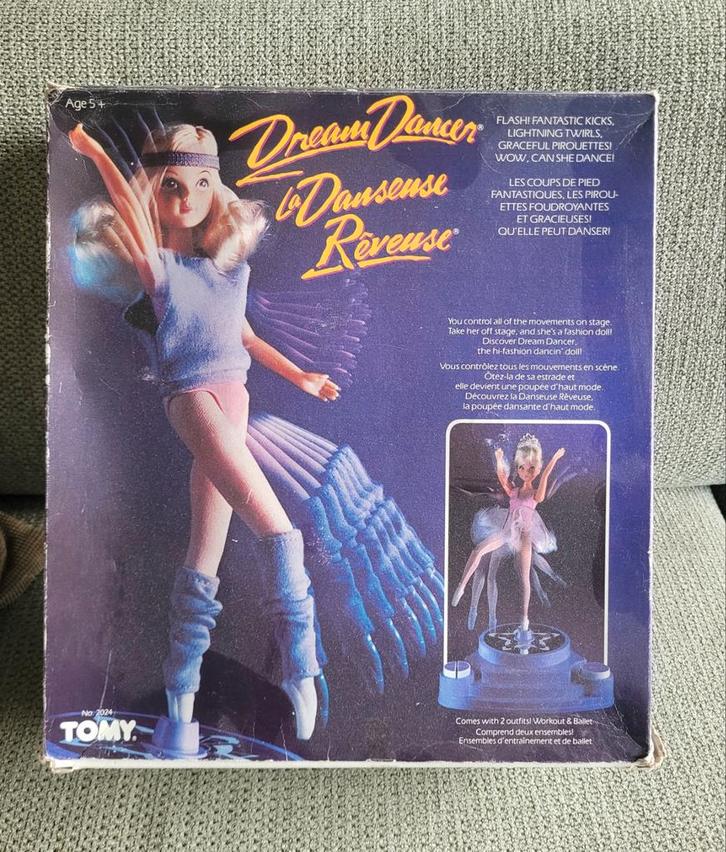 Age 5+
Dream Dancer®
la Danseuse
Rêveuse®
FLASH! FANTASTIC KICKS,
LIGHTNING TWIRLS,
GRACEFUL PIROUETTES!
WOW, CAN SHE DANCE!
LES COUPS DE PIED
FANTASTIQUES, LES PIROU-
ETTES FOUDROYANTES
ET GRACIEUSES!
QU'ELLE PEUT DANSER!
You control all of the movements on stage.
Take her off stage, and she's a fashion doll!
Discover Dream Dancer,
the hi-fashion dancin' doll!
Vous contrôlez tous les mouvements en scène.
Ôtez-la de sa estrade et
elle devient une poupée d'haut mode.
Découvrez la Danseuse Rêveuse,
la poupée dansante d'haut mode.
Comes with 2 outfits! Workout & Ballet
Comprend deux ensembles!
Ensembles d'entraînement et de ballet
No. 2024
TOMY®